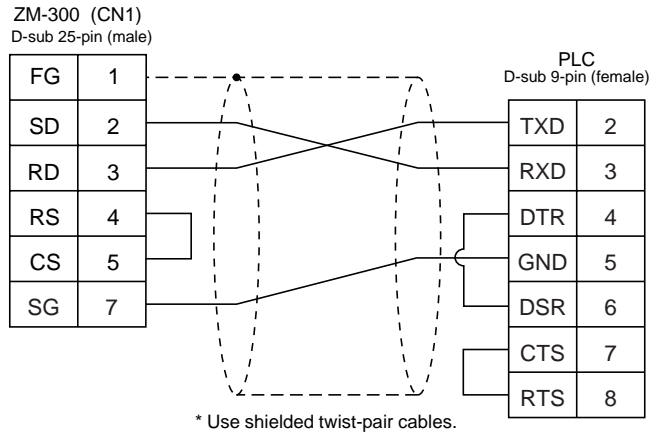 ZM-300 (CN1)
D-sub 25-pin (male)
FG 1
SD 2
RD 3
RS 4
CS 5
SG 7
PLC
D-sub 9-pin (female)
TXD 2
RXD 3
DTR 4
GND 5
DSR 6
CTS 7
RTS 8
* Use shielded twist-pair cables.